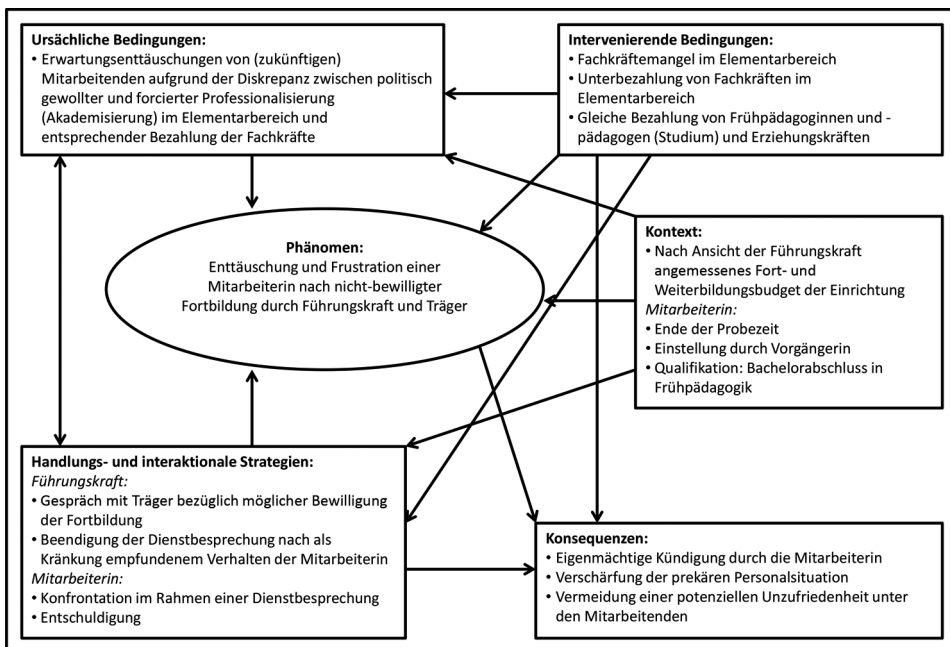 Ursächliche Bedingungen:
• Erwartungsenttäuschungen von (zukünftigen)
Mitarbeitenden aufgrund der Diskrepanz zwischen politisch
gewollter und forcierter Professionalisierung
(Akademisierung) im Elementarbereich und
entsprechender Bezahlung der Fachkräfte
Intervenierende Bedingungen:
• Fachkräftemangel im Elementarbereich
• Unterbezahlung von Fachkräften im
Elementarbereich
• Gleiche Bezahlung von Frühpädagoginnen und -
pädagogen (Studium) und Erziehungskräften
Phänomen:
Enttäuschung und Frustration einer
Mitarbeiterin nach nicht-bewilligter
Fortbildung durch Führungskraft und Träger
Kontext:
• Nach Ansicht der Führungskraft
angemessenes Fort- und
Weiterbildungsbudget der Einrichtung
Mitarbeiterin:
• Ende der Probezeit
• Einstellung durch Vorgängerin
• Qualifikation: Bachelorabschluss in
Frühpädagogik
Handlungs- und interaktionale Strategien:
Führungskraft:
• Gespräch mit Träger bezüglich möglicher Bewilligung
der Fortbildung
• Beendigung der Dienstbesprechung nach als
Kränkung empfundenem Verhalten der Mitarbeiterin
Mitarbeiterin:
• Konfrontation im Rahmen einer Dienstbesprechung
• Entschuldigung
Konsequenzen:
• Eigenmächtige Kündigung durch die Mitarbeiterin
• Verschärfung der prekären Personalsituation
• Vermeidung einer potenziellen Unzufriedenheit unter
den Mitarbeitenden